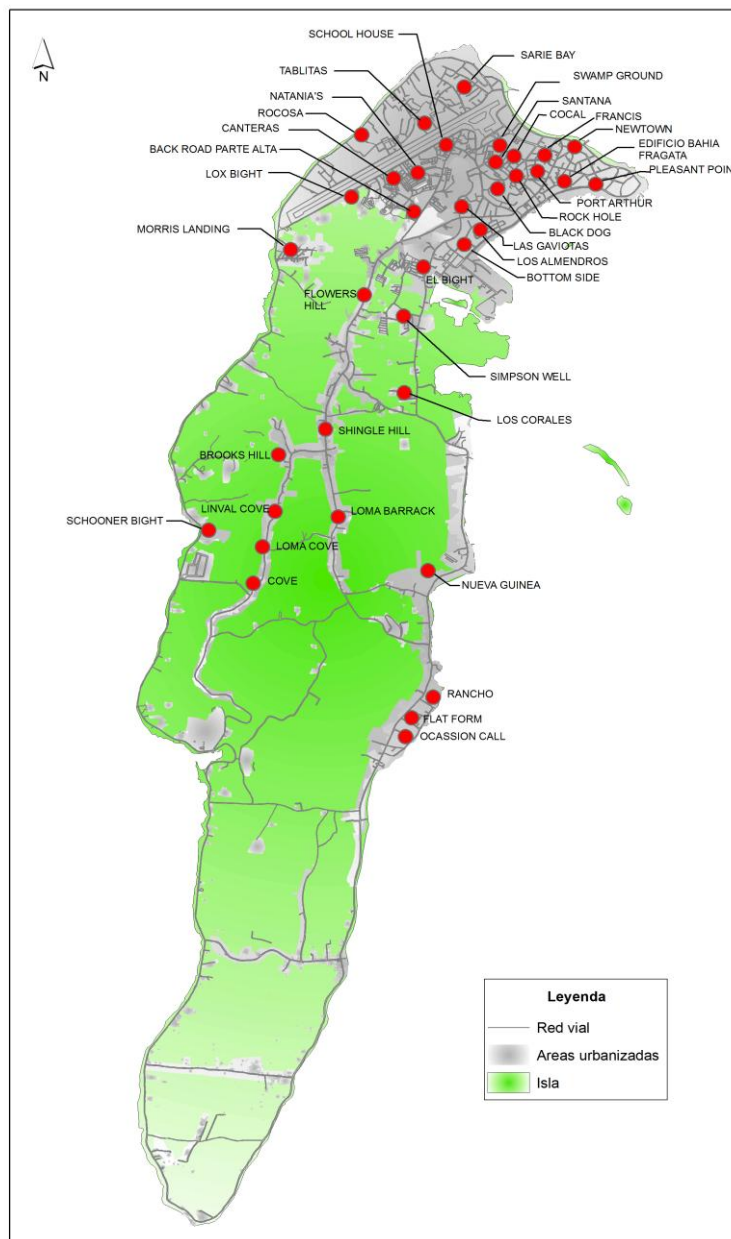 SCHOOL HOUSE
SARIE BAY
TABLITAS
SWAMP GROUND
NATANIA'S
SANTANA
ROCOSA
COCAL
FRANCIS
CANTERAS
NEWTOWN
BACK ROAD PARTE ALTA
EDIFICIO BAHIA
FRAGATA
LOX BIGHT
PLEASANT POIN
PORT ARTHUR
ROCK HOLE
BLACK DOG
MORRIS LANDING
LAS GAVIOTAS
LOS ALMENDROS
BOTTOM SIDE
EL BIGHT
FLOWERS
HILL
SIMPSON WELL
LOS CORALES
SHINGLE HILL
BROOKS HILL
LINVAL COVE
LOMA BARRACK
SCHOONER BIGHT
LOMA COVE
COVE
NUEVA GUINEA
RANCHO
FLAT FORM
OCASSION CALL
N
Leyenda
Red vial
Areas urbanizadas
Isla